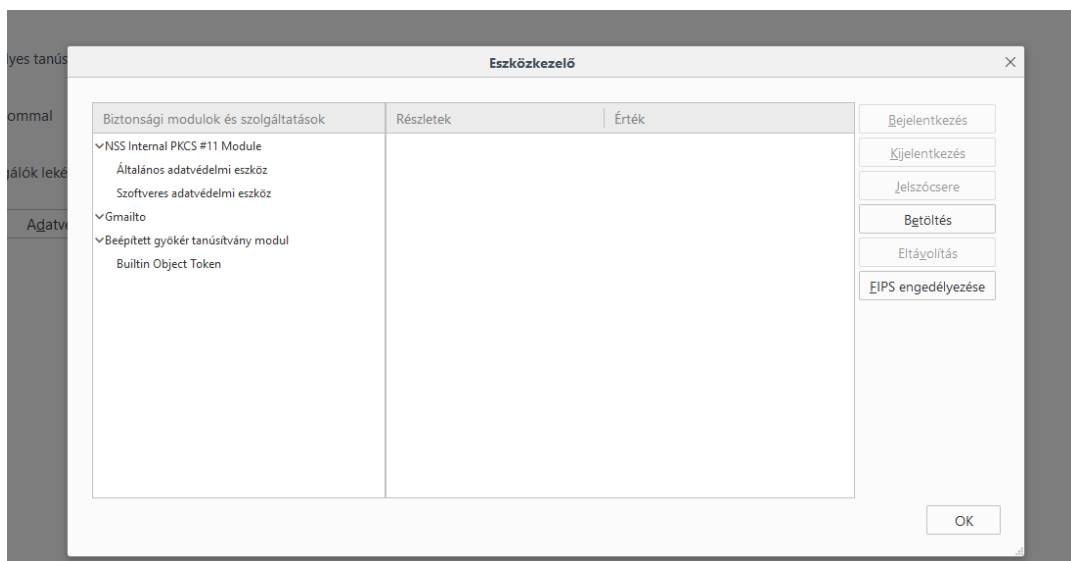 Eszközkezelő
lyes tanús
ommal
álók leké
Adatv
Biztonsági modulok és szolgáltatások
Részletek
Érték
NSS Internal PKCS #11 Module
Általános adatvédelmi eszköz
Szoftveres adatvédelmi eszköz
Gmailto
Beépített gyökér tanúsítvány modul
Builtin Object Token
Bejelentkezés
Kijelentkezés
Jelszócsere
Betöltés
Eltávolítás
FIPS engedélyezése
OK